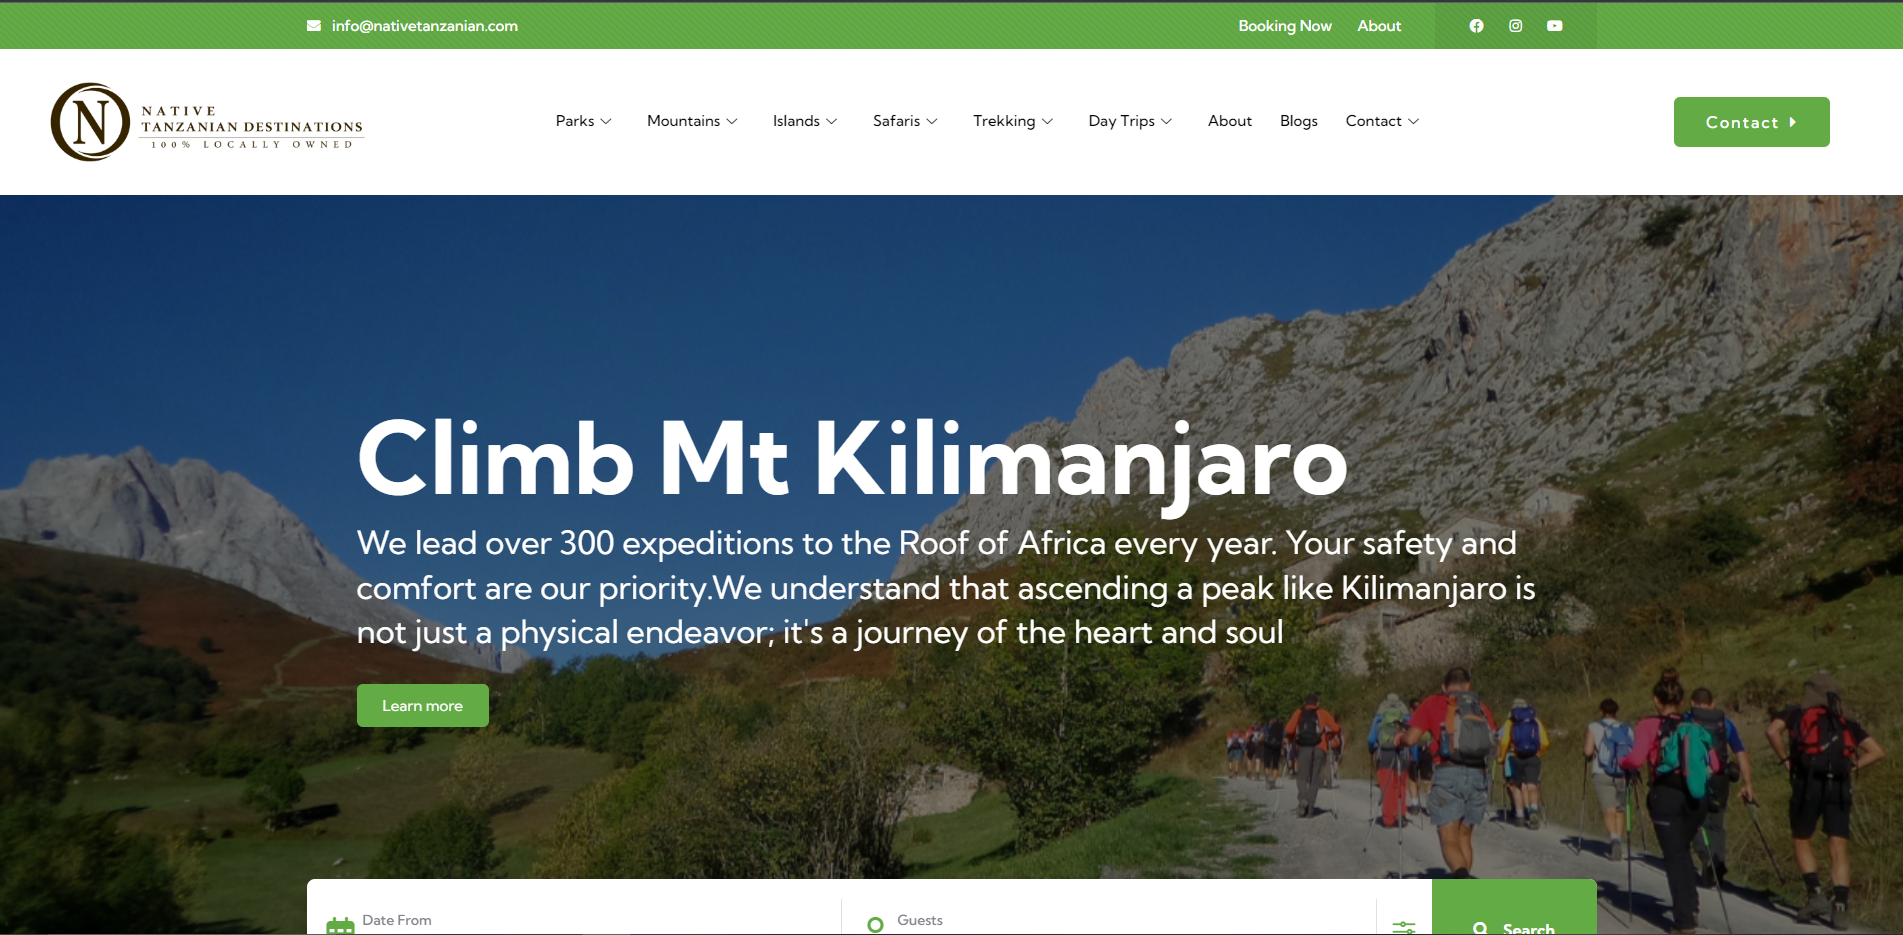 info@nativetanzanian.com
Booking Now
About
N
NATIVE
TANZANIAN DESTINATIONS
100% LOCALLY OWNED
Parks
Mountains
Islands
Safaris
Trekking
Day Trips
About
Blogs
Contact
Contact
Climb Mt Kilimanjaro
We lead over 300 expeditions to the Roof of Africa every year. Your safety and
comfort are our priority.We understand that ascending a peak like Kilimanjaro is
not just a physical endeavor; it's a journey of the heart and soul
Learn more
Date From
Guests
Search